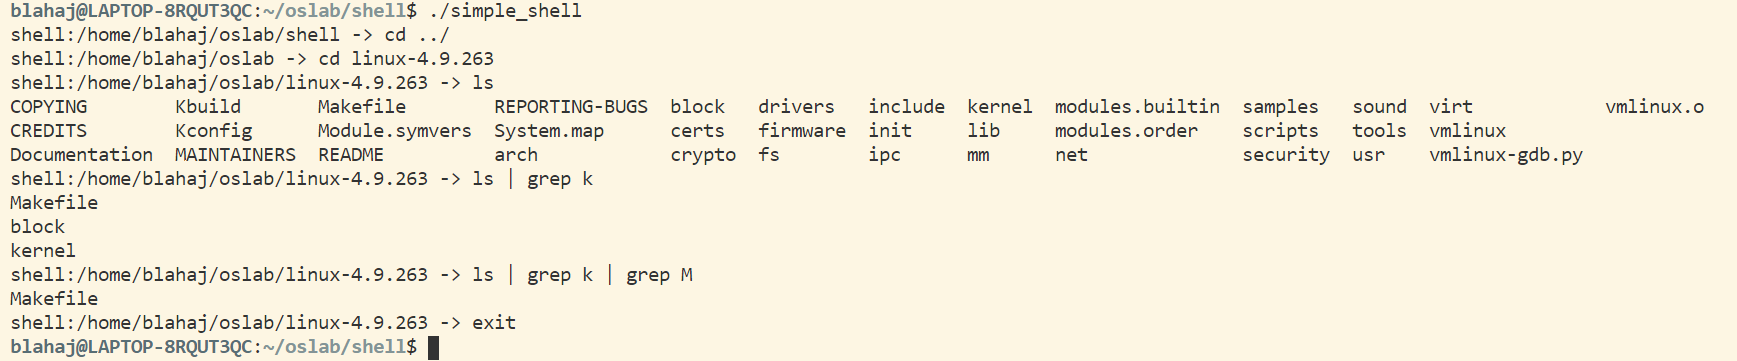 blahaj@LAPTOP-8RQUT3QC:~/oslab/shell$ ./simple_shell
shell:/home/blahaj/oslab/shell -> cd ../
shell:/home/blahaj/oslab -> cd linux-4.9.263
shell:/home/blahaj/oslab/linux-4.9.263 -> ls
COPYING        Kbuild       Makefile        REPORTING-BUGS  block   drivers   include  kernel  modules.builtin  samples   sound  virt            vmlinux.o
CREDITS        Kconfig      Module.symvers  System.map      certs   firmware  init     lib     modules.order    scripts   tools  vmlinux
Documentation  MAINTAINERS  README          arch            crypto  fs        ipc      mm      net              security  usr    vmlinux-gdb.py
shell:/home/blahaj/oslab/linux-4.9.263 -> ls | grep k
Makefile
block
kernel
shell:/home/blahaj/oslab/linux-4.9.263 -> ls | grep k | grep M
Makefile
shell:/home/blahaj/oslab/linux-4.9.263 -> exit
blahaj@LAPTOP-8RQUT3QC:~/oslab/shell$